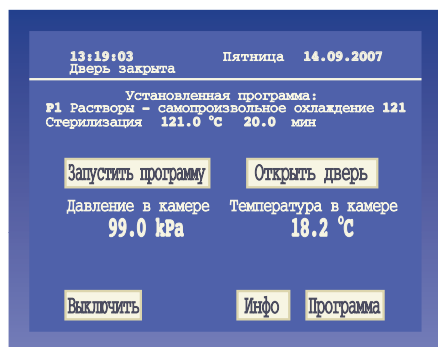 13:19:03 Пятница 14.09.2007
Дверь закрыта
Установленная программа:
P1 Растворы - самопроизвольное охлаждение 121
Стерилизация 121.0 °C 20.0 мин
Запустить программу Открыть дверь
Давление в камере Температура в камере
99.0 kPa 18.2 °C
Выключить Инфо Программа